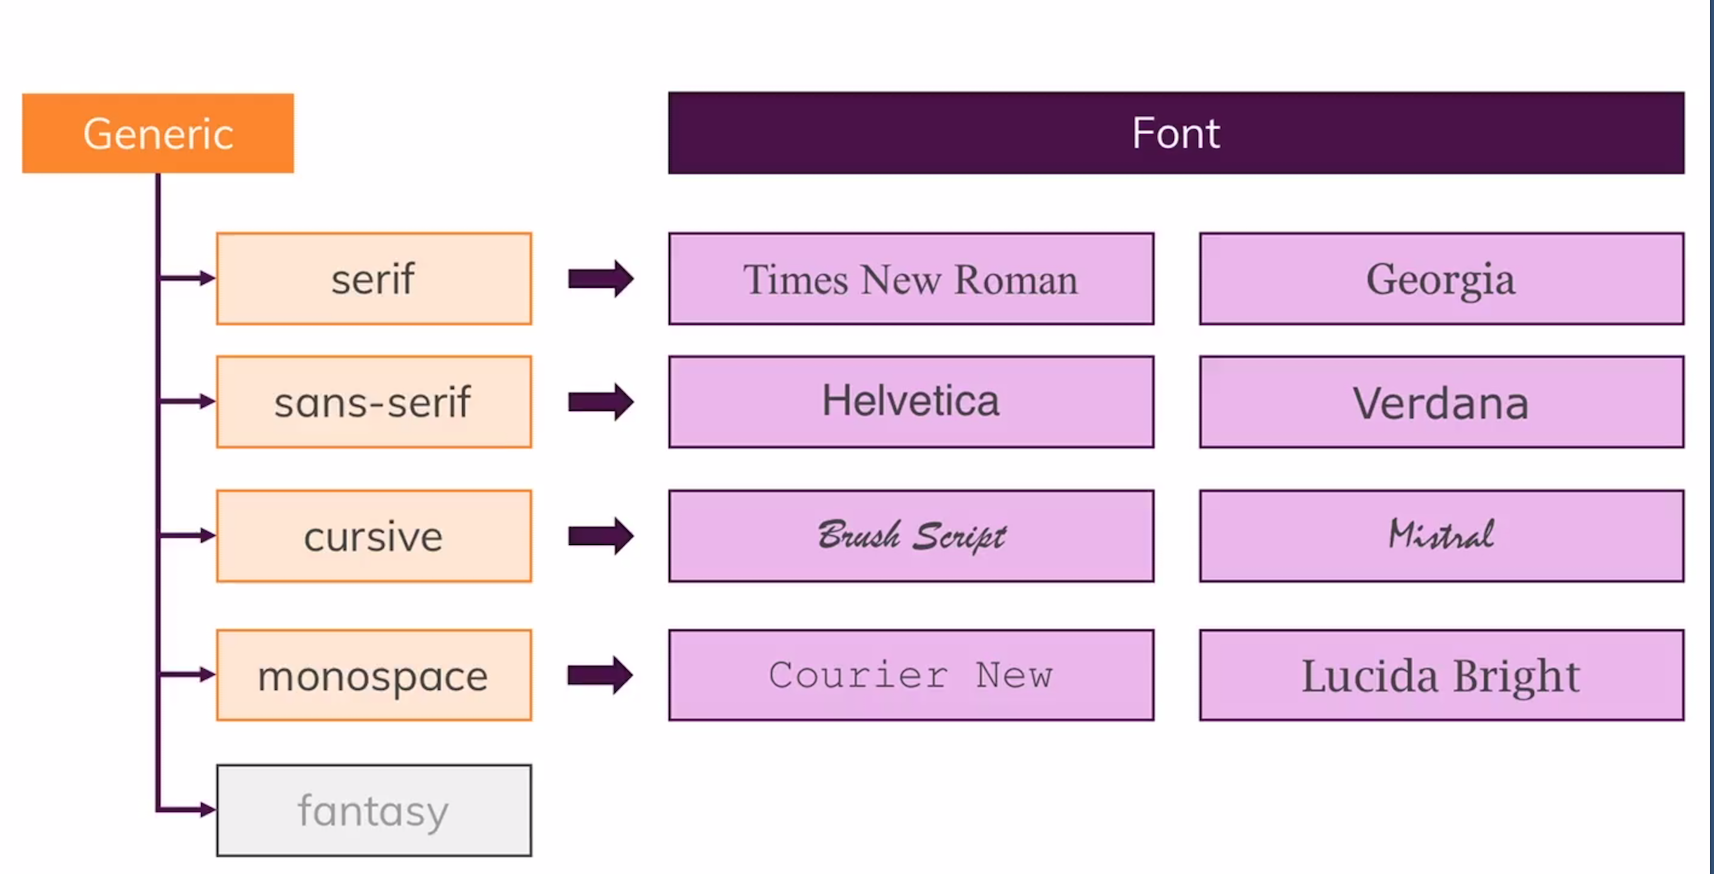 Generic
Font
serif
Times New Roman
Georgia
sans-serif
Helvetica
Verdana
cursive
Brush Script
Mistral
monospace
Courier New
Lucida Bright
fantasy